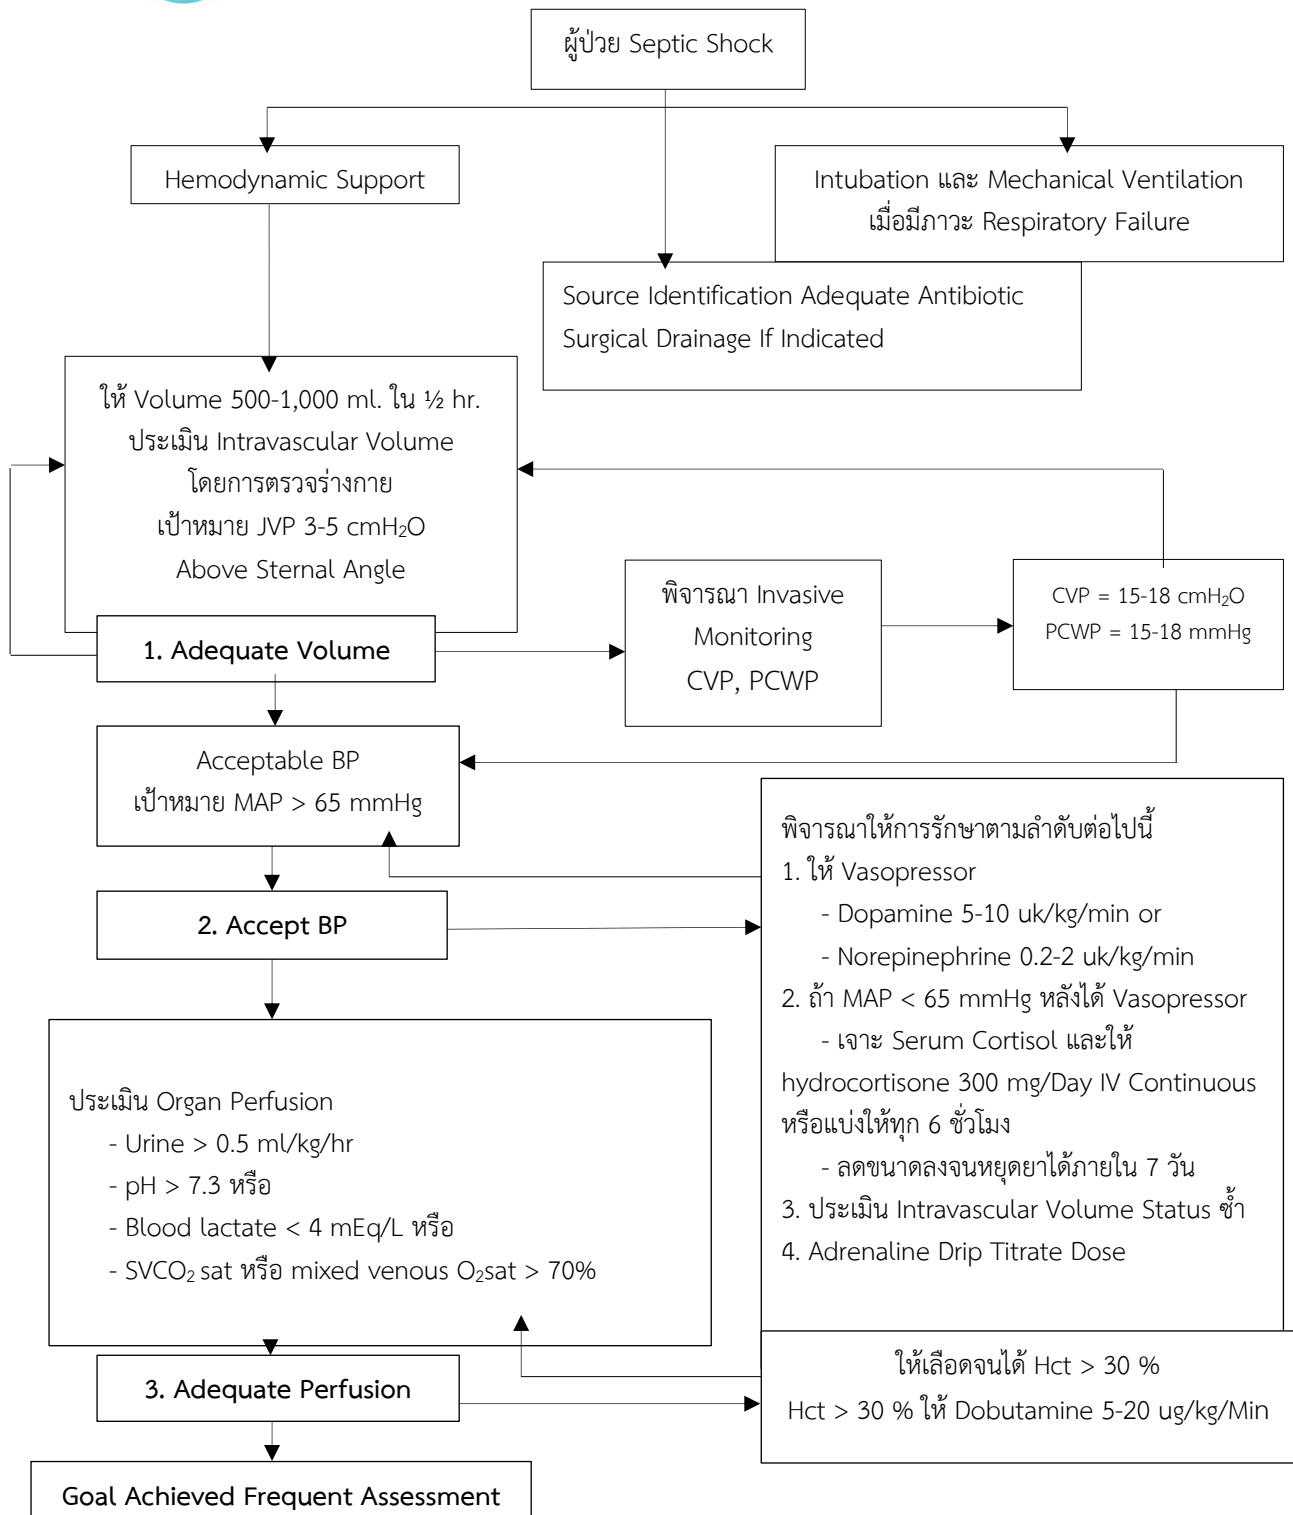 ผู้ป่วย Septic Shock
Hemodynamic Support
Intubation และ Mechanical Ventilation
เมื่อมีภาวะ Respiratory Failure
Source Identification Adequate Antibiotic
Surgical Drainage If Indicated
ให้ Volume 500-1,000 ml. ใน ½ hr.
ประเมิน Intravascular Volume
โดยการตรวจร่างกาย
เป้าหมาย JVP 3-5 cmH₂O
Above Sternal Angle
1. Adequate Volume
พิจารณา Invasive
Monitoring
CVP, PCWP
CVP = 15-18 cmH₂O
PCWP = 15-18 mmHg
Acceptable BP
เป้าหมาย MAP > 65 mmHg
2. Accept BP
พิจารณาให้การรักษาตามลำดับต่อไปนี้
1. ให้ Vasopressor
- Dopamine 5-10 uk/kg/min or
- Norepinephrine 0.2-2 uk/kg/min
2. ถ้า MAP < 65 mmHg หลังได้ Vasopressor
- เจาะ Serum Cortisol และให้
hydrocortisone 300 mg/Day IV Continuous
หรือแบ่งให้ทุก 6 ชั่วโมง
- ลดขนาดลงจนหยุดยาได้ภายใน 7 วัน
3. ประเมิน Intravascular Volume Status ซ้ำ
4. Adrenaline Drip Titrate Dose
ประเมิน Organ Perfusion
- Urine > 0.5 ml/kg/hr
- pH > 7.3 หรือ
- Blood lactate < 4 mEq/L หรือ
- SVCO₂ sat หรือ mixed venous O₂sat > 70%
3. Adequate Perfusion
ให้เลือดจนได้ Hct > 30 %
Hct > 30 % ให้ Dobutamine 5-20 ug/kg/Min
Goal Achieved Frequent Assessment